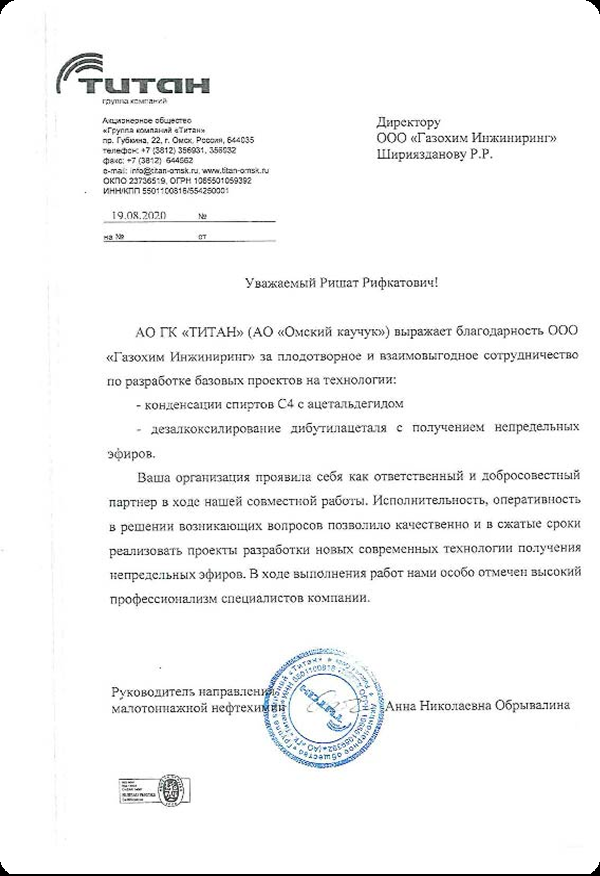 титан
группа компаний
Акционерное общество
«Группа компаний «Титан»
пр. Губкина, 22, г. Омск, Россия, 644035
телефон: +7 (3812) 356931, 356932
факс: +7 (3812) 644562
e-mail: info@titan-omsk.ru, www.titan-omsk.ru
ОКПО 23736519, ОГРН 1065501059392
ИНН/КПП 5501100816/554250001
19.08.2020 №
на № от
Директору
ООО «Газохим Инжиниринг»
Шириязданову Р.Р.
Уважаемый Ришат Рифкатович!
АО ГК «ТИТАН» (АО «Омский каучук») выражает благодарность ООО
«Газохим Инжиниринг» за плодотворное и взаимовыгодное сотрудничество
по разработке базовых проектов на технологии:
- конденсации спиртов С4 с ацетальдегидом
- дезалкоксилирование дибутилацеталя с получением непредельных
эфиров.
Ваша организация проявила себя как ответственный и добросовестный
партнер в ходе нашей совместной работы. Исполнительность, оперативность
в решении возникающих вопросов позволило качественно и в сжатые сроки
реализовать проекты разработки новых современных технологии получения
непредельных эфиров. В ходе выполнения работ нами особо отмечен высокий
профессионализм специалистов компании.
Руководитель направления
малотоннажной нефтехимии
Анна Николаевна Обрывалина